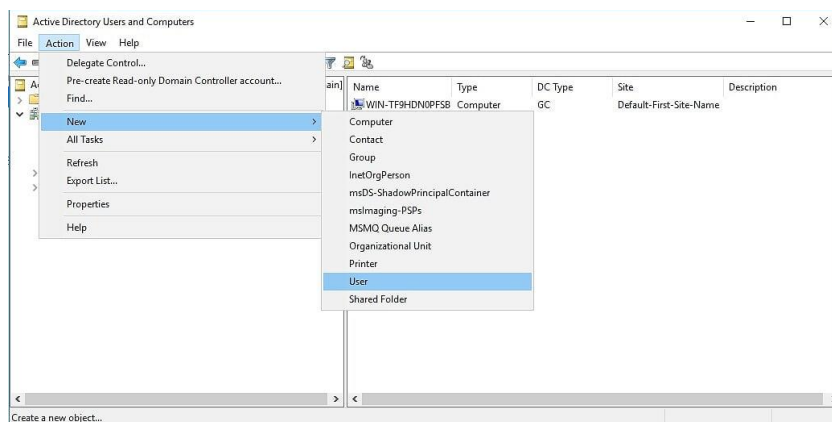 Active Directory Users and Computers
File Action View Help
Delegate Control...
Pre-create Read-only Domain Controller account...
Find...
New
All Tasks
Refresh
Export List...
Properties
Help
ain]
Name Type DC Type Site Description
WIN-TF9HDN0PFSB Computer GC Default-First-Site-Name
Computer
Contact
Group
InetOrgPerson
msDS-ShadowPrincipalContainer
msImaging-PSPs
MSMQ Queue Alias
Organizational Unit
Printer
User
Shared Folder
Create a new object...